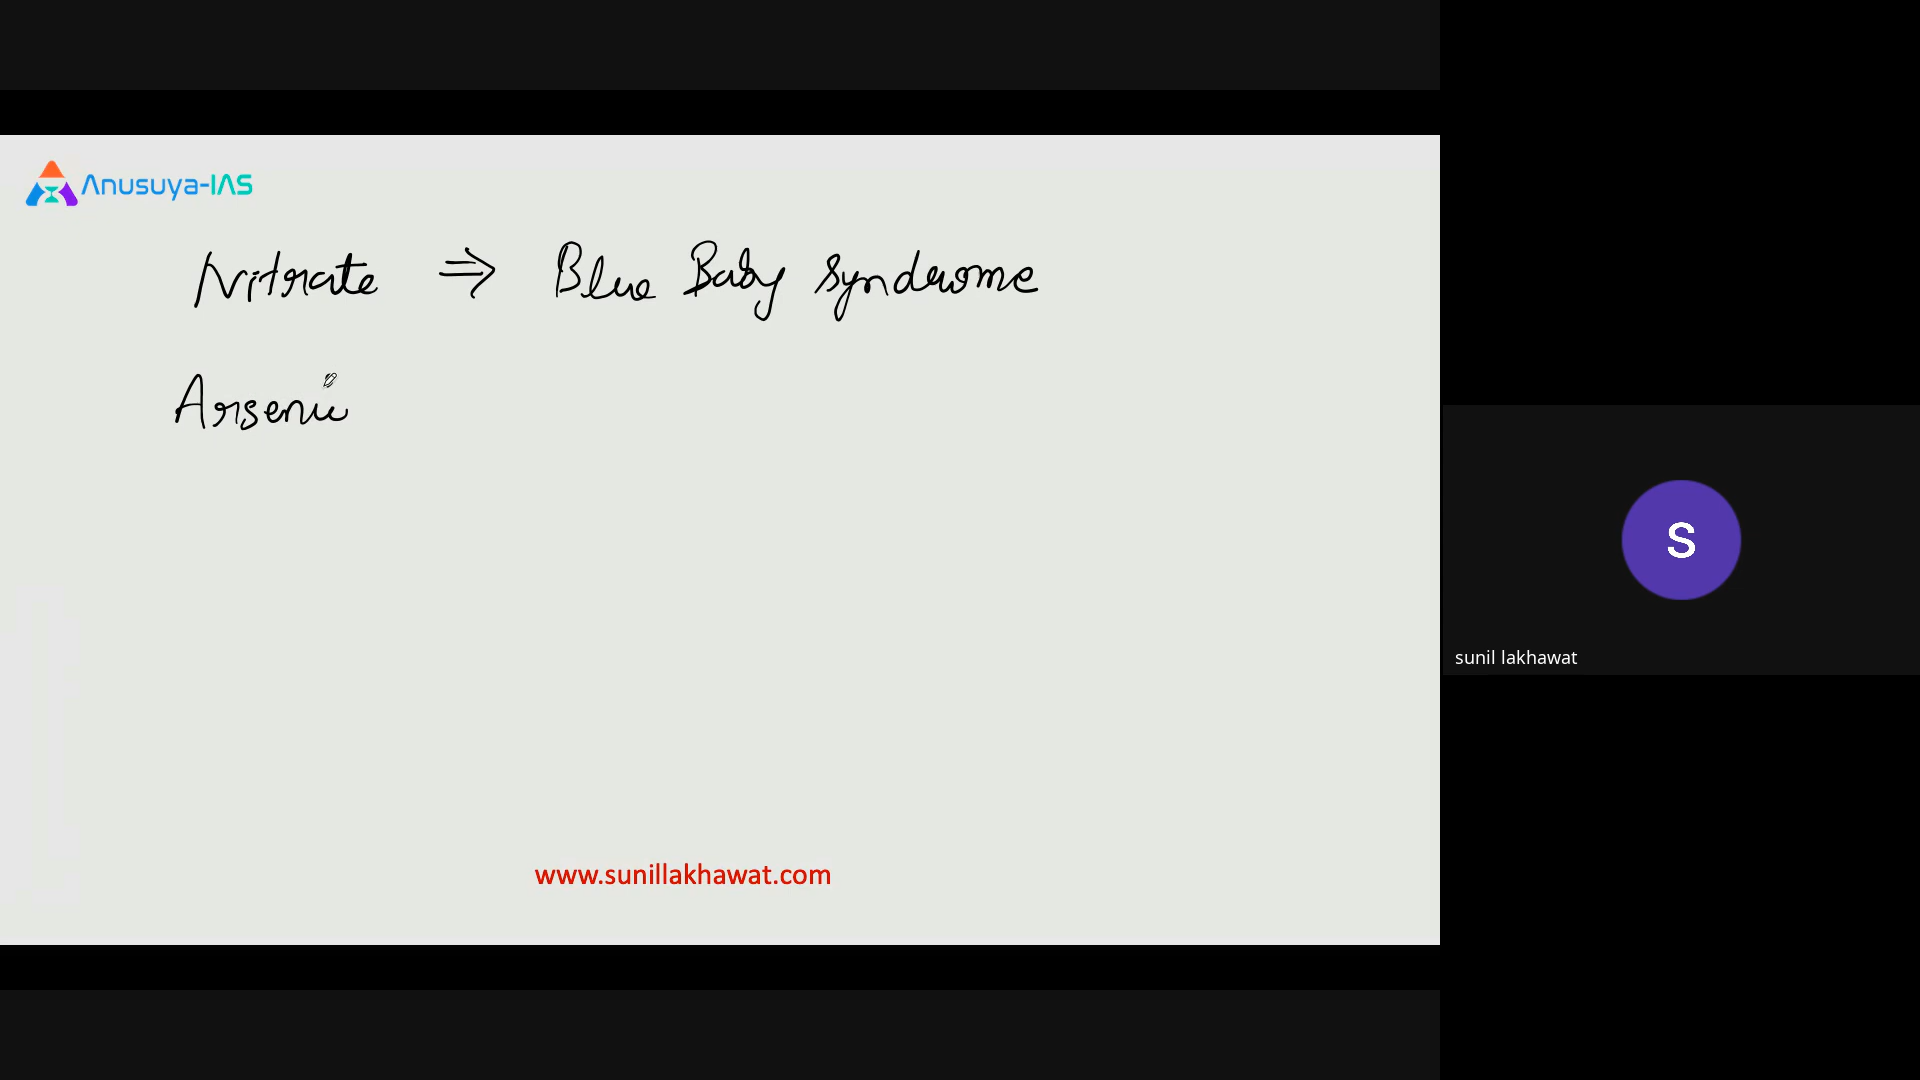 Anusuya-IAS
Nitrate ⇒ Blue Baby syndrome
Arsenic
www.sunillakhawat.com
S
sunil lakhawat